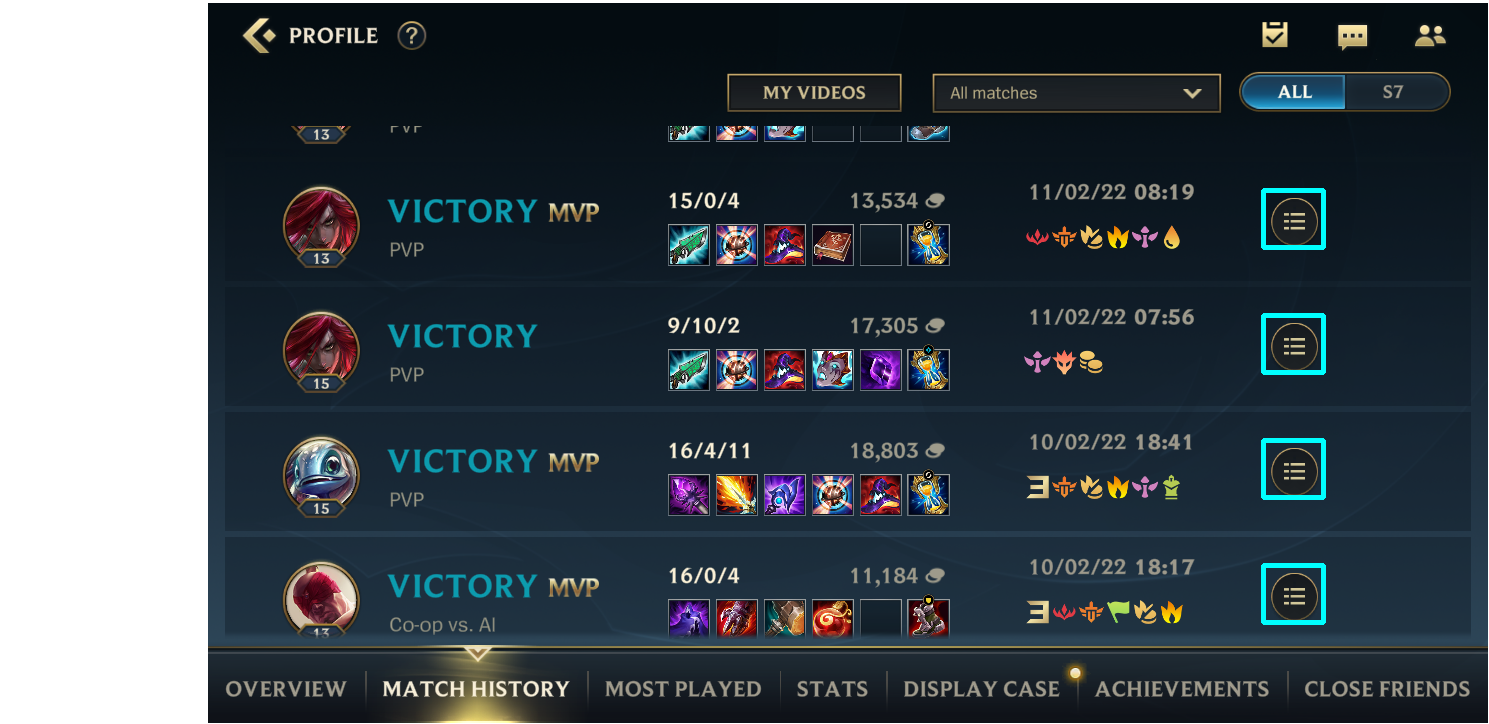 PROFILE ?
MY VIDEOS
All matches
ALL
S7
13
PVP
VICTORY MVP
PVP
13
15/0/4
13,534
11/02/22 08:19
VICTORY
PVP
15
9/10/2
17,305
11/02/22 07:56
VICTORY MVP
PVP
15
16/4/11
18,803
10/02/22 18:41
VICTORY MVP
Co-op vs. AI
13
16/0/4
11,184
10/02/22 18:17
OVERVIEW
MATCH HISTORY
MOST PLAYED
STATS
DISPLAY CASE
ACHIEVEMENTS
CLOSE FRIENDS